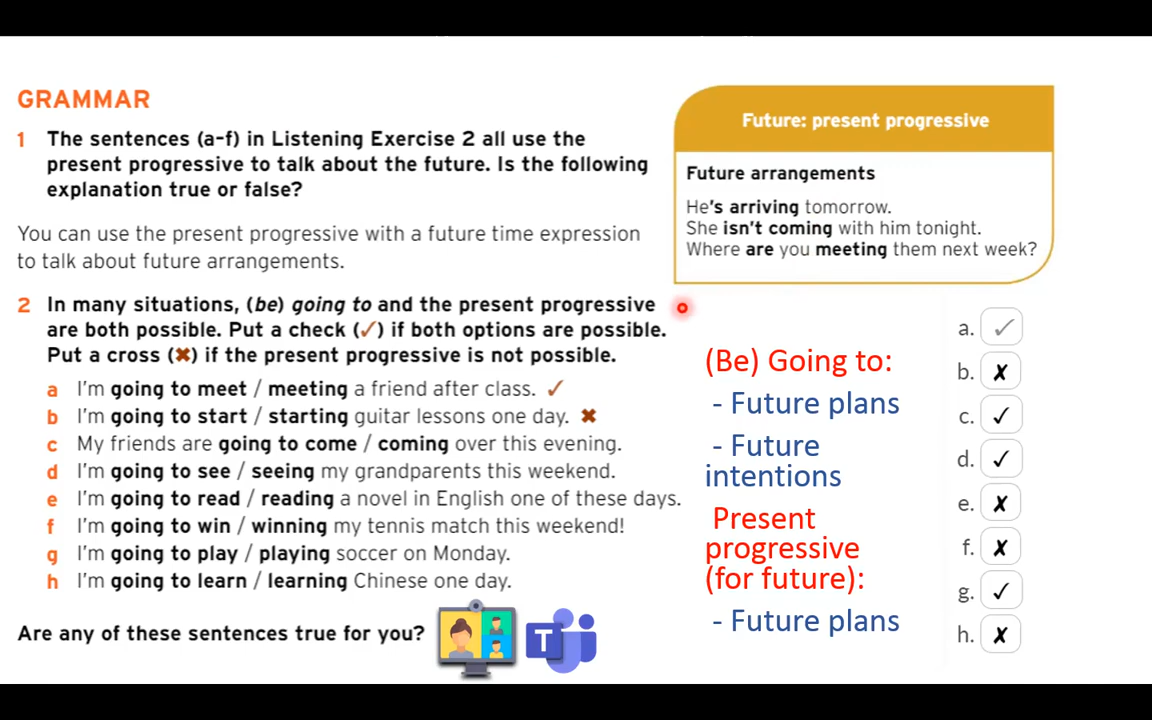 GRAMMAR
1 The sentences (a–f) in Listening Exercise 2 all use the
present progressive to talk about the future. Is the following
explanation true or false?
You can use the present progressive with a future time expression
to talk about future arrangements.
2 In many situations, (be) going to and the present progressive
are both possible. Put a check (✓) if both options are possible.
Put a cross (✖) if the present progressive is not possible.
a I'm going to meet / meeting a friend after class. ✓
b I'm going to start / starting guitar lessons one day. ✖
c My friends are going to come / coming over this evening.
d I'm going to see / seeing my grandparents this weekend.
e I'm going to read / reading a novel in English one of these days.
f I'm going to win / winning my tennis match this weekend!
g I'm going to play / playing soccer on Monday.
h I'm going to learn / learning Chinese one day.
Are any of these sentences true for you?
T
Future: present progressive
Future arrangements
He's arriving tomorrow.
She isn't coming with him tonight.
Where are you meeting them next week?
(Be) Going to:
- Future plans
- Future
intentions
Present
progressive
(for future):
- Future plans
a. ✓
b. ✗
c. ✓
d. ✓
e. ✗
f. ✗
g. ✓
h. ✗